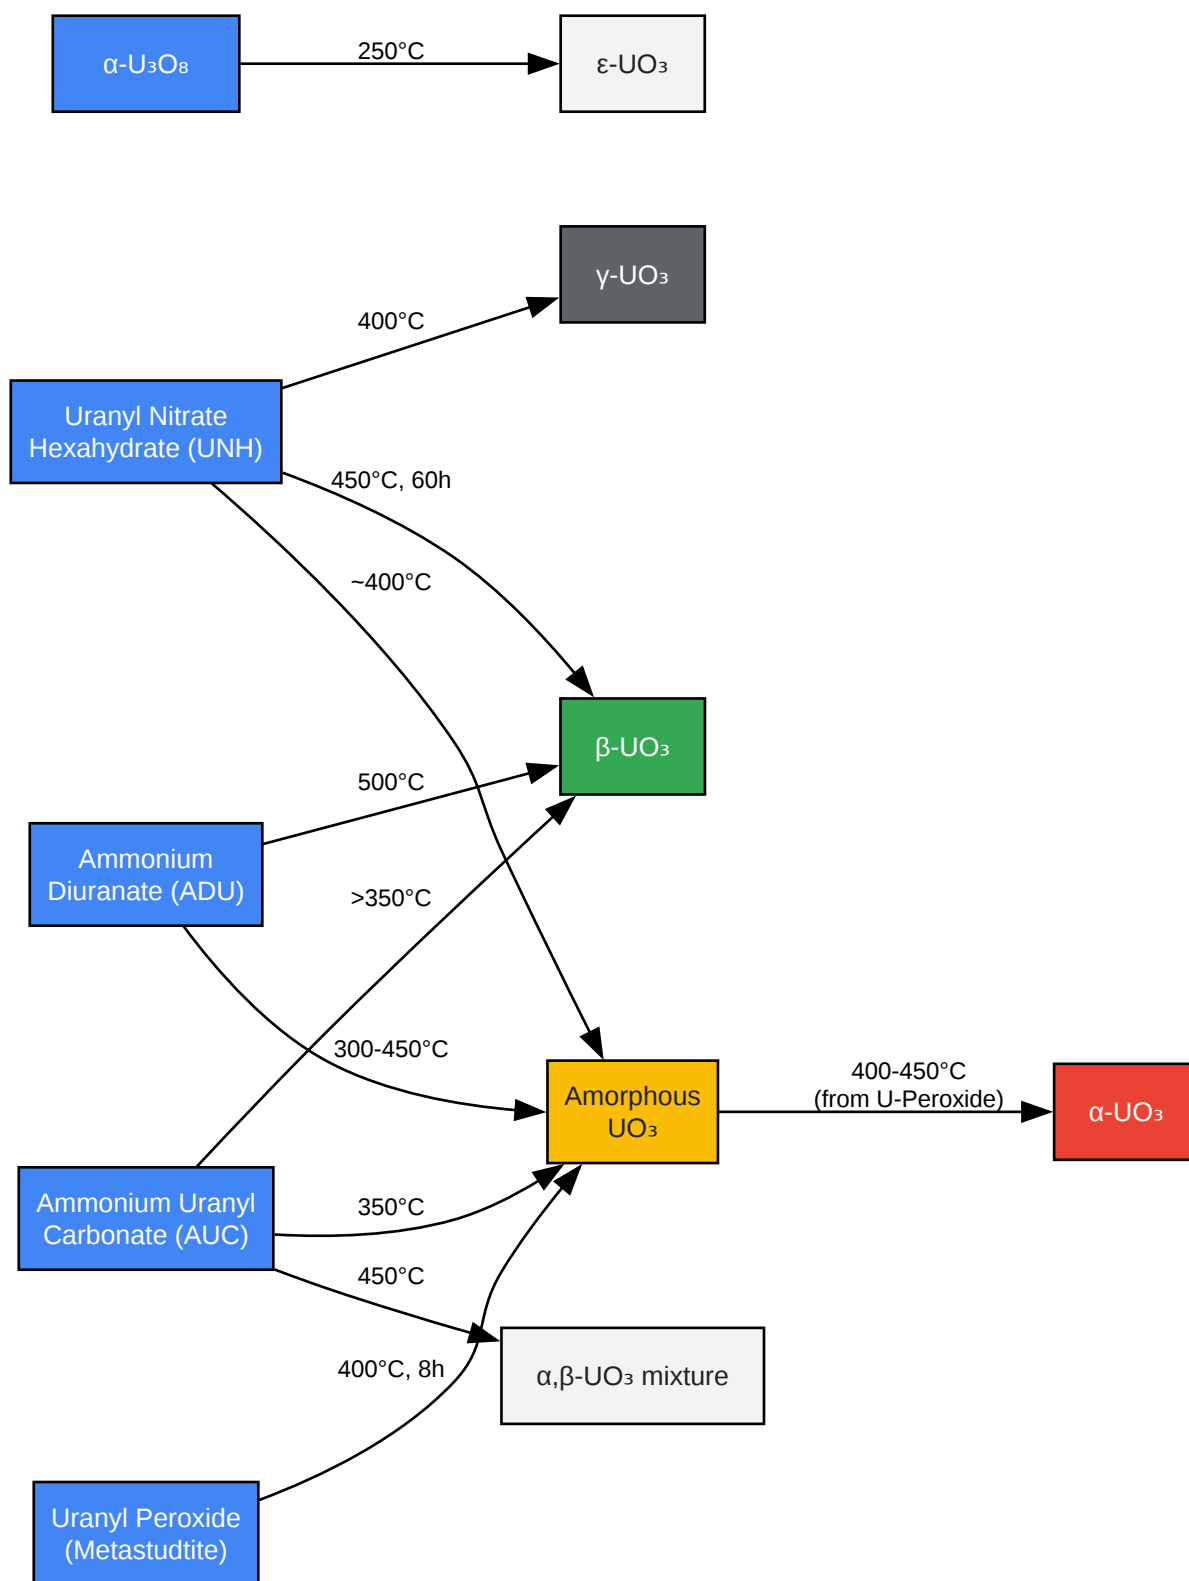 α-U₃O₈
250°C
ε-UO₃
γ-UO₃
400°C
Uranyl Nitrate
Hexahydrate (UNH)
450°C, 60h
~400°C
β-UO₃
500°C
Ammonium
Diuranate (ADU)
>350°C
300-450°C
Amorphous
UO₃
400-450°C
(from U-Peroxide)
α-UO₃
Ammonium Uranyl
Carbonate (AUC)
350°C
450°C
400°C, 8h
α,β-UO₃ mixture
Uranyl Peroxide
(Metastudtite)